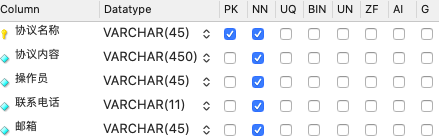 Column Datatype PK NN UQ BIN UN ZF AI G
协议名称 VARCHAR(45)
协议内容 VARCHAR(450)
操作员 VARCHAR(45)
联系电话 VARCHAR(11)
邮箱 VARCHAR(45)